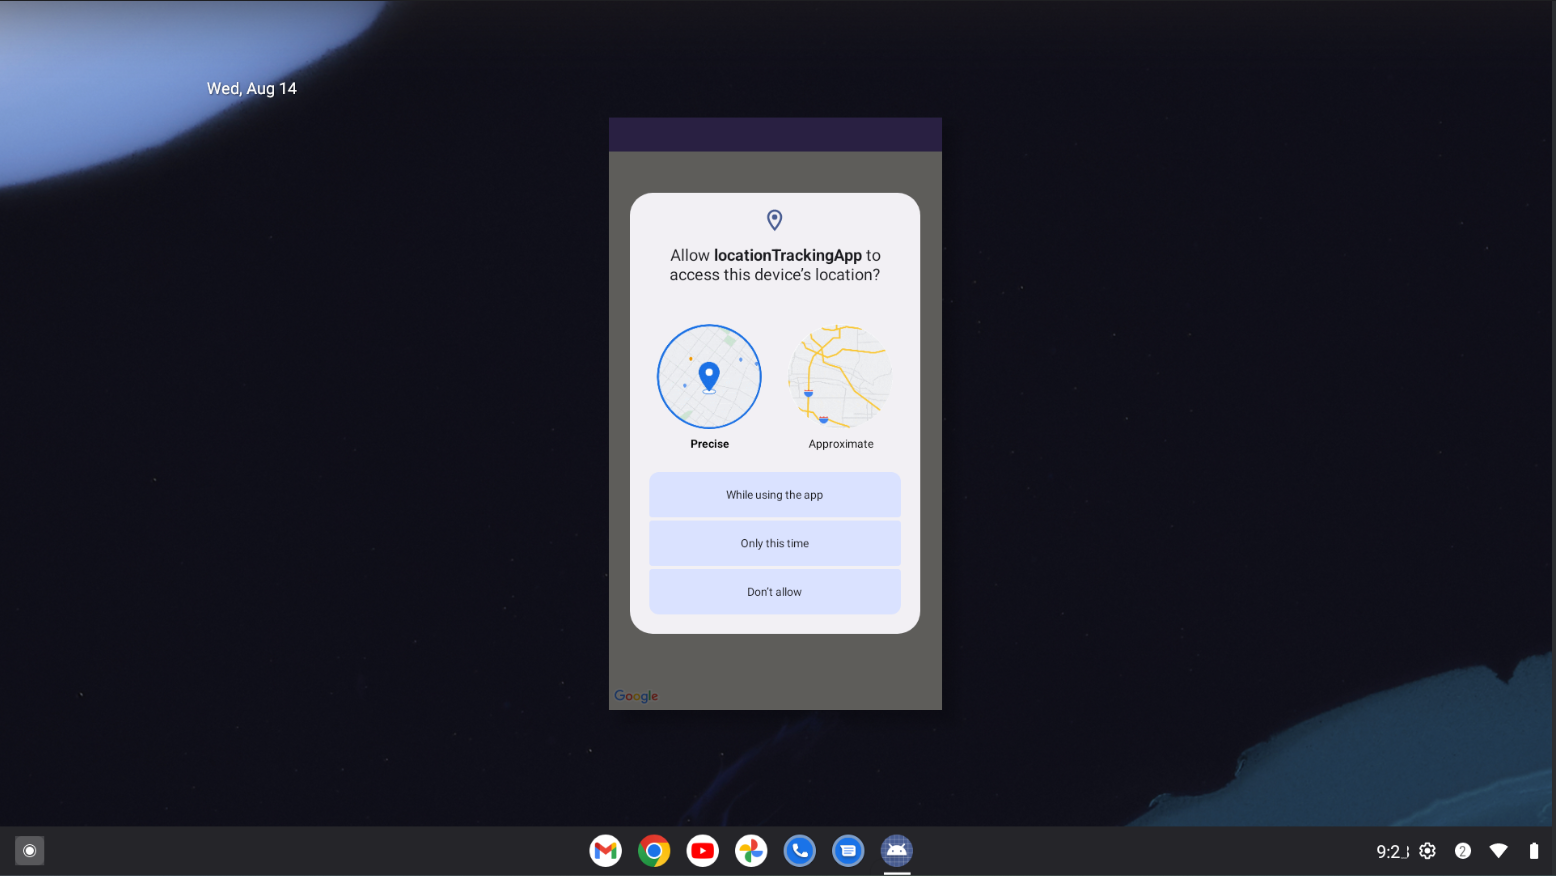 Wed, Aug 14
Allow locationTrackingApp to
access this device's location?
Precise
Approximate
While using the app
Only this time
Don't allow
Google
2